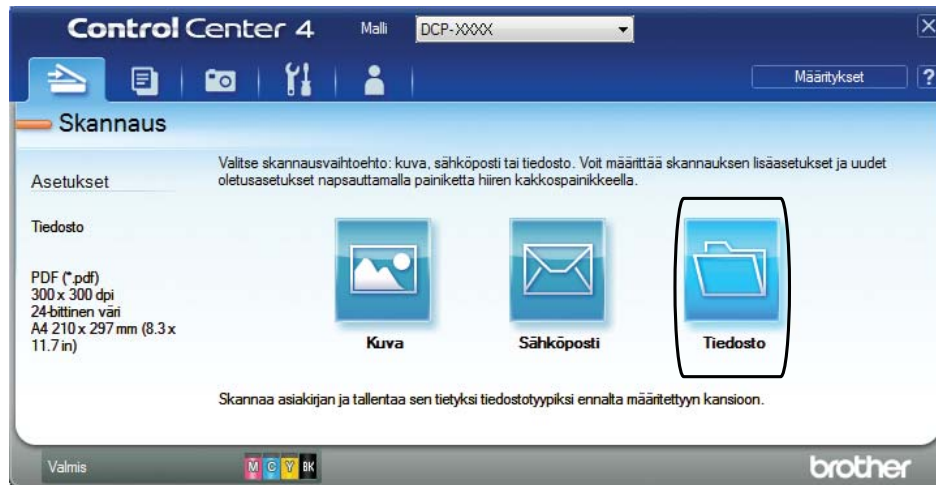 Control Center 4
Malli
DCP-XXXX
Määritykset
?
Skannaus
Asetukset
Tiedosto
PDF (*.pdf)
300 x 300 dpi
24-bittinen väri
A4 210 x 297 mm (8.3 x
11.7 in)
Valitse skannausvaihtoehto: kuva, sähköposti tai tiedosto. Voit määrittää skannauksen lisäasetukset ja uudet
oletusasetukset napsauttamalla painiketta hiiren kakkospainikkeella.
Kuva
Sähköposti
Tiedosto
Skannaa asiakirjan ja tallentaa sen tietyksi tiedostotyypiksi ennalta määritettyyn kansioon.
Valmis
M C Y BK
brother